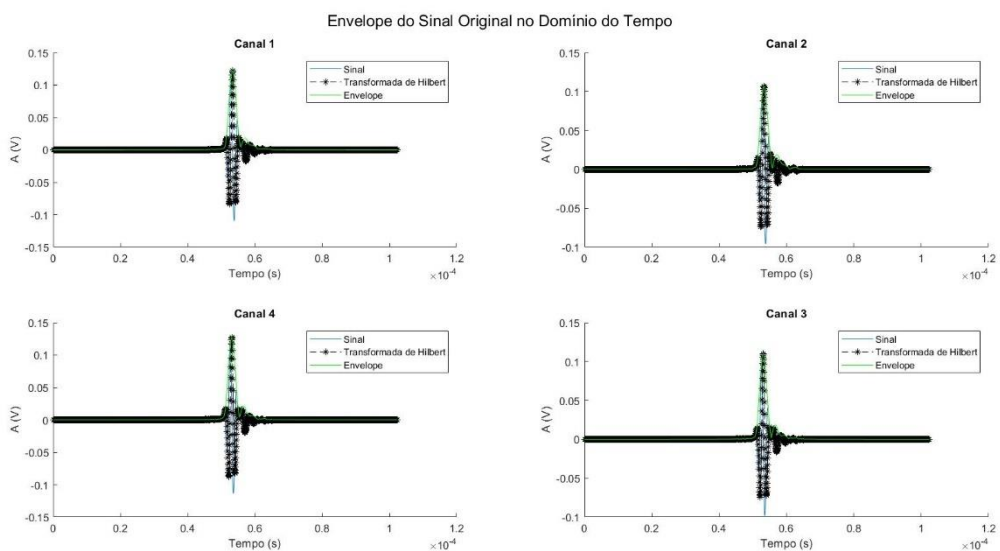 Envelope do Sinal Original no Domínio do Tempo
Canal 1
0.15
0.1
0.05
0
-0.05
-0.1
-0.15
A (V)
Sinal
Transformada de Hilbert
Envelope
0 0.2 0.4 0.6 0.8 1 1.2
Tempo (s)
×10-4
Canal 2
0.15
0.1
0.05
0
-0.05
-0.1
A (V)
Sinal
Transformada de Hilbert
Envelope
0 0.2 0.4 0.6 0.8 1 1.2
Tempo (s)
×10-4
Canal 4
0.15
0.1
0.05
0
-0.05
-0.1
-0.15
A (V)
Sinal
Transformada de Hilbert
Envelope
0 0.2 0.4 0.6 0.8 1 1.2
Tempo (s)
×10-4
Canal 3
0.15
0.1
0.05
0
-0.05
-0.1
A (V)
Sinal
Transformada de Hilbert
Envelope
0 0.2 0.4 0.6 0.8 1 1.2
Tempo (s)
×10-4